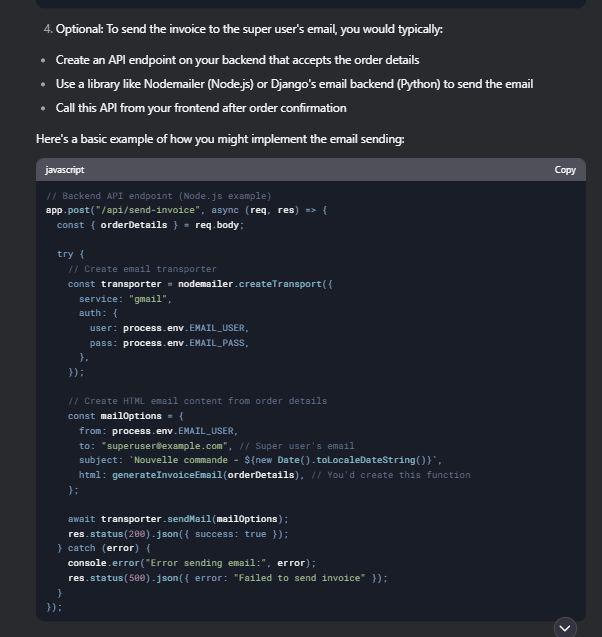 4. Optional: To send the invoice to the super user's email, you would typically:
• Create an API endpoint on your backend that accepts the order details
• Use a library like Nodemailer (Node.js) or Django's email backend (Python) to send the email
• Call this API from your frontend after order confirmation
Here's a basic example of how you might implement the email sending:
javascript Copy
// Backend API endpoint (Node.js example)
app.post("/api/send-invoice", async (req, res) => {
  const { orderDetails } = req.body;

  try {
    // Create email transporter
    const transporter = nodemailer.createTransport({
      service: "gmail",
      auth: {
        user: process.env.EMAIL_USER,
        pass: process.env.EMAIL_PASS,
      },
    });

    // Create HTML email content from order details
    const mailOptions = {
      from: process.env.EMAIL_USER,
      to: "superuser@example.com", // Super user's email
      subject: `Nouvelle commande - ${new Date().toLocaleDateString()}`,
      html: generateInvoiceEmail(orderDetails), // You'd create this function
    };

    await transporter.sendMail(mailOptions);
    res.status(200).json({ success: true });
  } catch (error) {
    console.error("Error sending email:", error);
    res.status(500).json({ error: "Failed to send invoice" });
  }
});